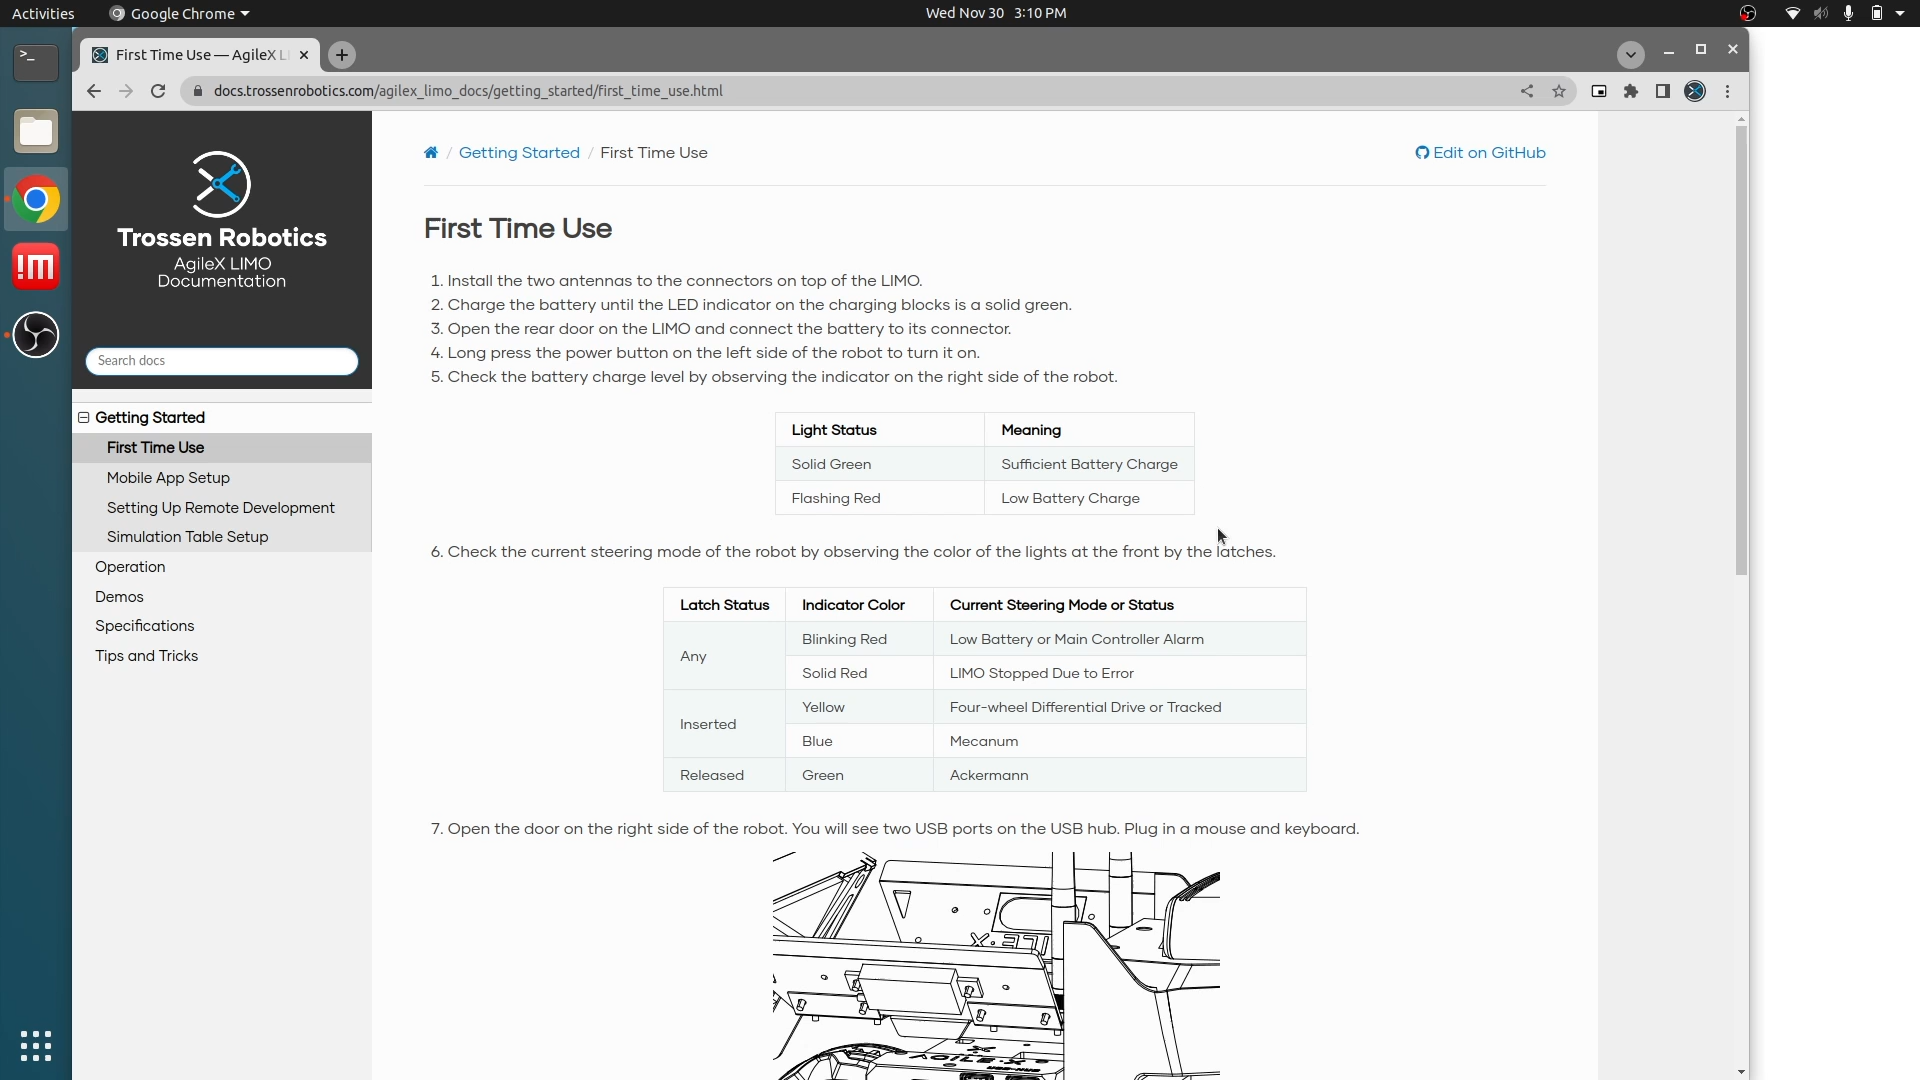 Activities
Google Chrome
Wed Nov 30 3:10 PM
First Time Use — AgileX L
docs.trossenrobotics.com/agilex_limo_docs/getting_started/first_time_use.html
Trossen Robotics
AgileX LIMO
Documentation
Search docs
Getting Started
First Time Use
Mobile App Setup
Setting Up Remote Development
Simulation Table Setup
Operation
Demos
Specifications
Tips and Tricks
/ Getting Started / First Time Use
Edit on GitHub
First Time Use
1. Install the two antennas to the connectors on top of the LIMO.
2. Charge the battery until the LED indicator on the charging blocks is a solid green.
3. Open the rear door on the LIMO and connect the battery to its connector.
4. Long press the power button on the left side of the robot to turn it on.
5. Check the battery charge level by observing the indicator on the right side of the robot.
Light Status Meaning
Solid Green Sufficient Battery Charge
Flashing Red Low Battery Charge
6. Check the current steering mode of the robot by observing the color of the lights at the front by the latches.
Latch Status Indicator Color Current Steering Mode or Status
Any Blinking Red Low Battery or Main Controller Alarm
Solid Red LIMO Stopped Due to Error
Inserted Yellow Four-wheel Differential Drive or Tracked
Blue Mecanum
Released Green Ackermann
7. Open the door on the right side of the robot. You will see two USB ports on the USB hub. Plug in a mouse and keyboard.
AGILE·X